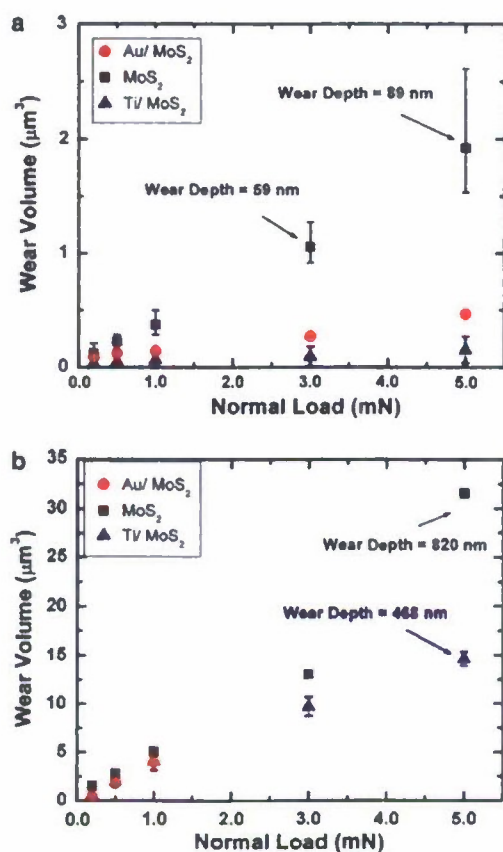 a
3
2
1
0
Wear Volume (μm³)
Au/ MoS₂
MoS₂
Ti/ MoS₂
Wear Depth = 89 nm
Wear Depth = 59 nm
0.0 1.0 2.0 3.0 4.0 5.0
Normal Load (mN)
b
35
30
25
20
15
10
5
0
Wear Volume (μm³)
Au/ MoS₂
MoS₂
Ti/ MoS₂
Wear Depth = 820 nm
Wear Depth = 468 nm
0.0 1.0 2.0 3.0 4.0 5.0
Normal Load (mN)